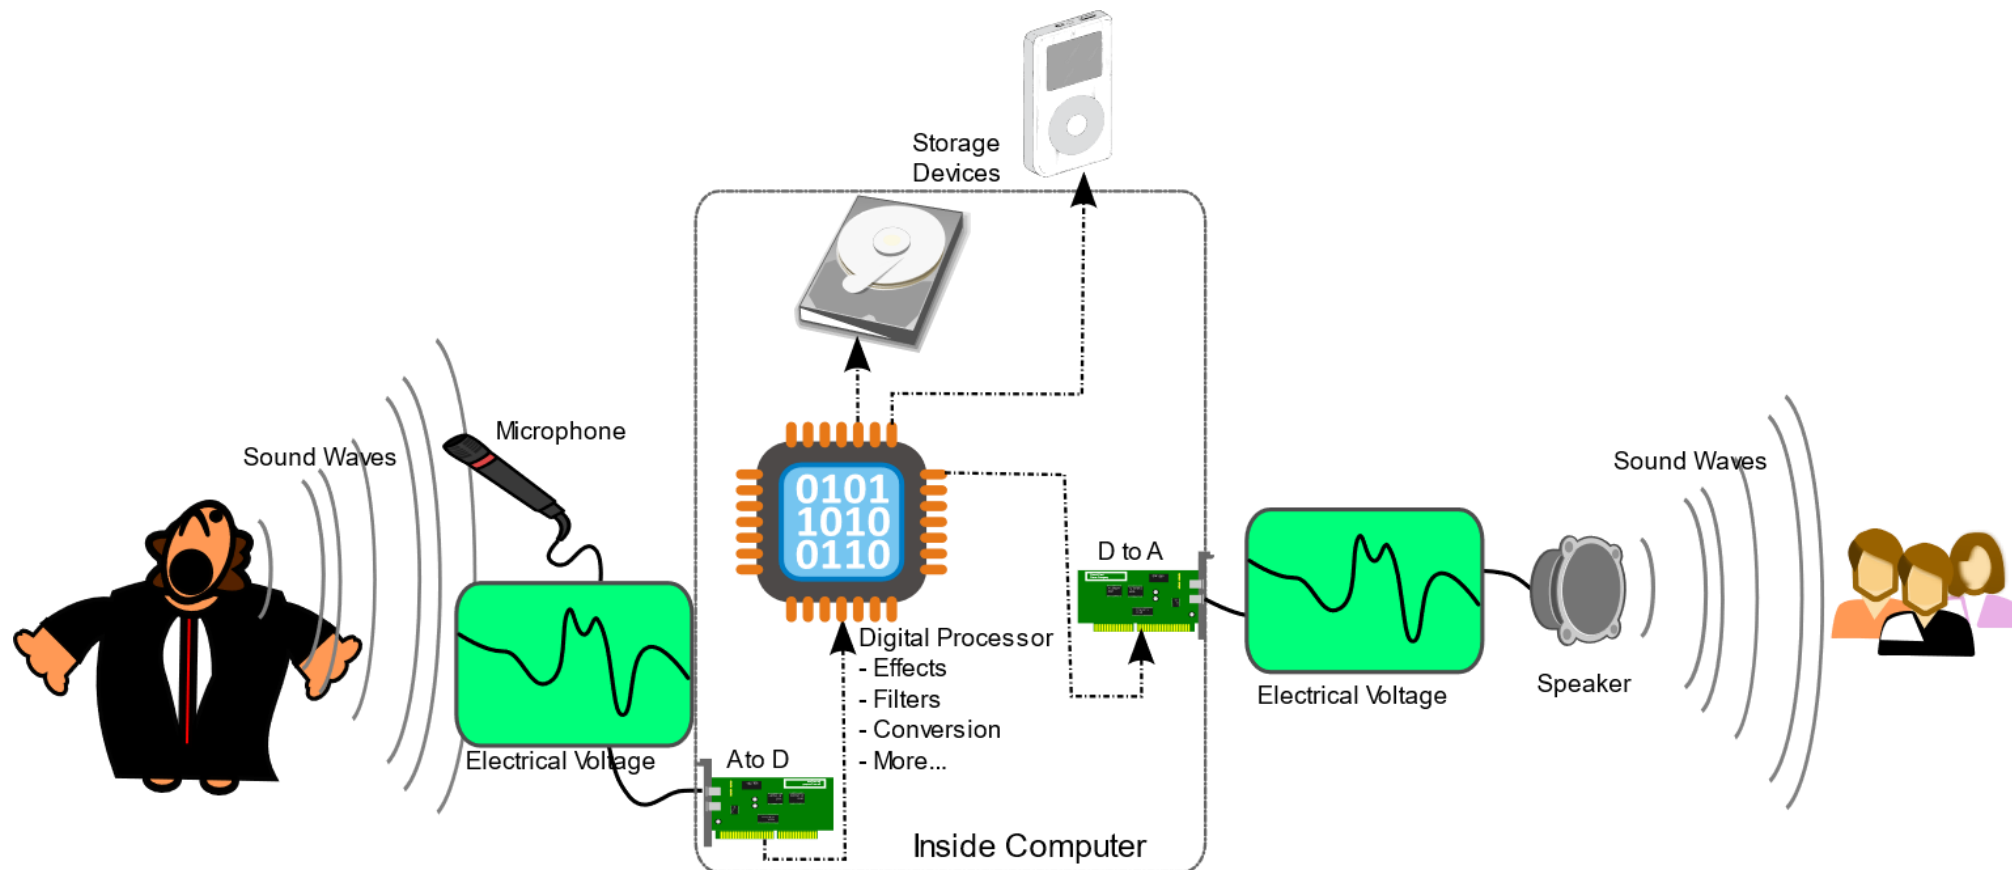 Storage
Devices
Microphone
Sound Waves
Sound Waves
0101
1010
0110
D to A
Digital Processor
- Effects
- Filters
- Conversion
- More...
Electrical Voltage
Speaker
Electrical Voltage
A to D
Inside Computer